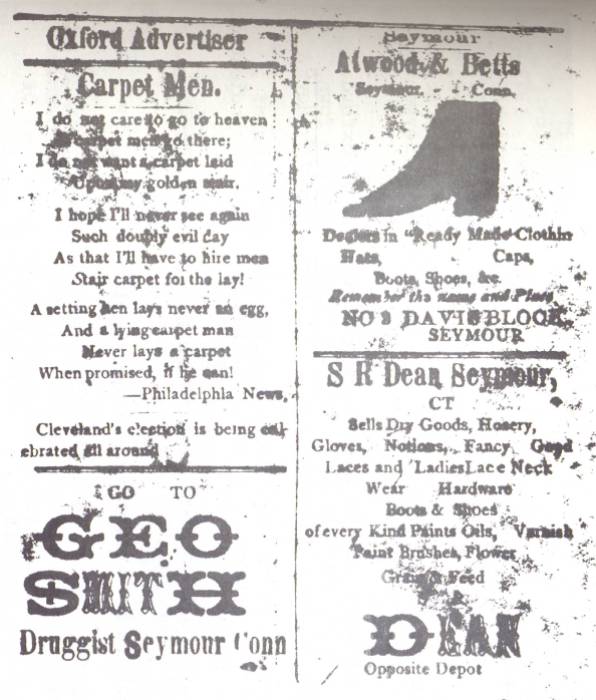 Oxford Advertiser
Carpet Men.
I do not care to go to heaven
If carpet men go there;
I do not want a carpet laid
Upon my golden stair.
I hope I'll never see again
Such doubly evil day
As that I'll have to hire men
Stair carpet for the lay!
A setting hen lays never an egg,
And a lying carpet man
Never lays a carpet
When promised, if he can!
—Philadelphia News.
Cleveland's election is being cel-
ebrated all around
GO TO
GEO
SMITH
Druggist Seymour Conn
Seymour
Atwood & Betts
Seymour. - Conn.
Dealers in "Ready Made Clothin
Hats, Caps,
Boots, Shoes, &c.
Remember the name and Place
NO 2 DAVIS BLOCK.
SEYMOUR
S R Dean Seymour,
CT
Sells Dry Goods, Hosery,
Gloves, Notions, Fancy Good
Laces and Ladies Lace Neck
Wear Hardware
Boots & Shoes
of every Kind Paints Oils, Varnish
Paint Brushes, Flower
Grain & Feed
DEAN
Opposite Depot